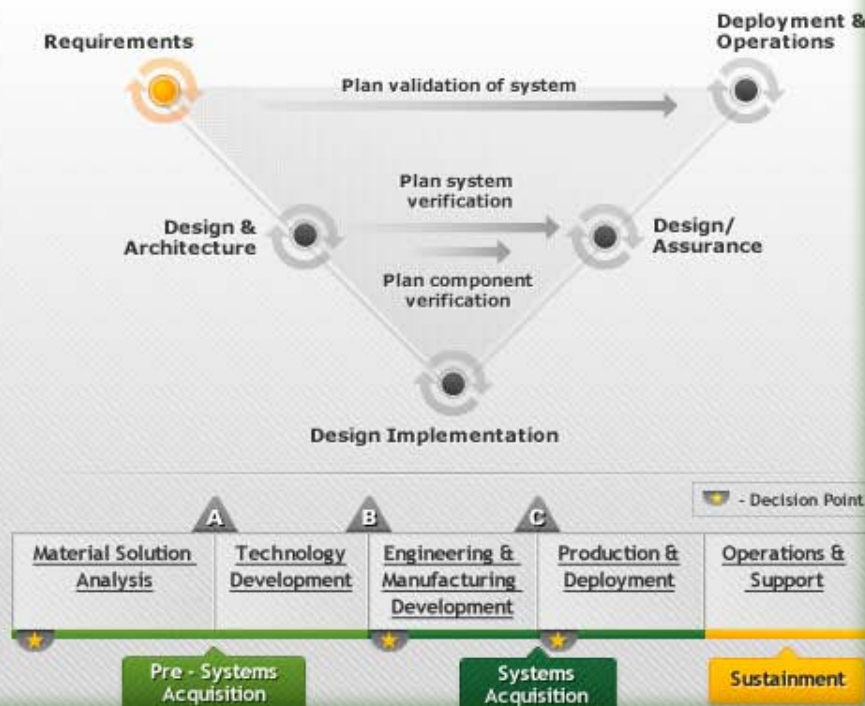 Requirements
Deployment &
Operations
Plan validation of system
Plan system
verification
Design &
Architecture
Design/
Assurance
Plan component
verification
Design Implementation
- Decision Point
A
B
C
Material Solution
Analysis
Technology
Development
Engineering &
Manufacturing
Development
Production &
Deployment
Operations &
Support
Pre - Systems
Acquisition
Systems
Acquisition
Sustainment